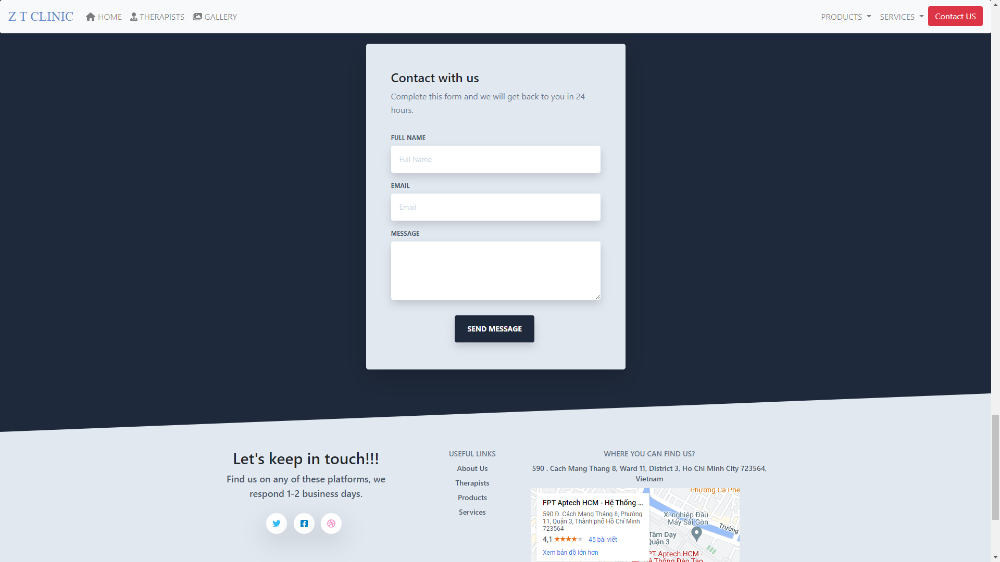 Z T CLINIC HOME THERAPISTS GALLERY PRODUCTS SERVICES Contact US
Contact with us
Complete this form and we will get back to you in 24
hours.
FULL NAME
Full Name
EMAIL
Email
MESSAGE
SEND MESSAGE
Let's keep in touch!!!
Find us on any of these platforms, we
respond 1-2 business days.
USEFUL LINKS
About Us
Therapists
Products
Services
WHERE YOU CAN FIND US?
590 . Cach Mang Thang 8, Ward 11, District 3, Ho Chi Minh City 723564,
Vietnam
FPT Aptech HCM - Hệ Thống ...
590 Đ. Cách Mạng Tháng 8, Phường
11, Quận 3, Thành phố Hồ Chí Minh
723564
4,1 45 bài viết
Xem bản đồ lớn hơn
Phương Cà Phê
Xí nghiệp Đầu
Máy Sài Gòn
Trường
Tâm Dạy
Quận 3
PT Aptech HCM -
Hệ Thống Đào Tạo